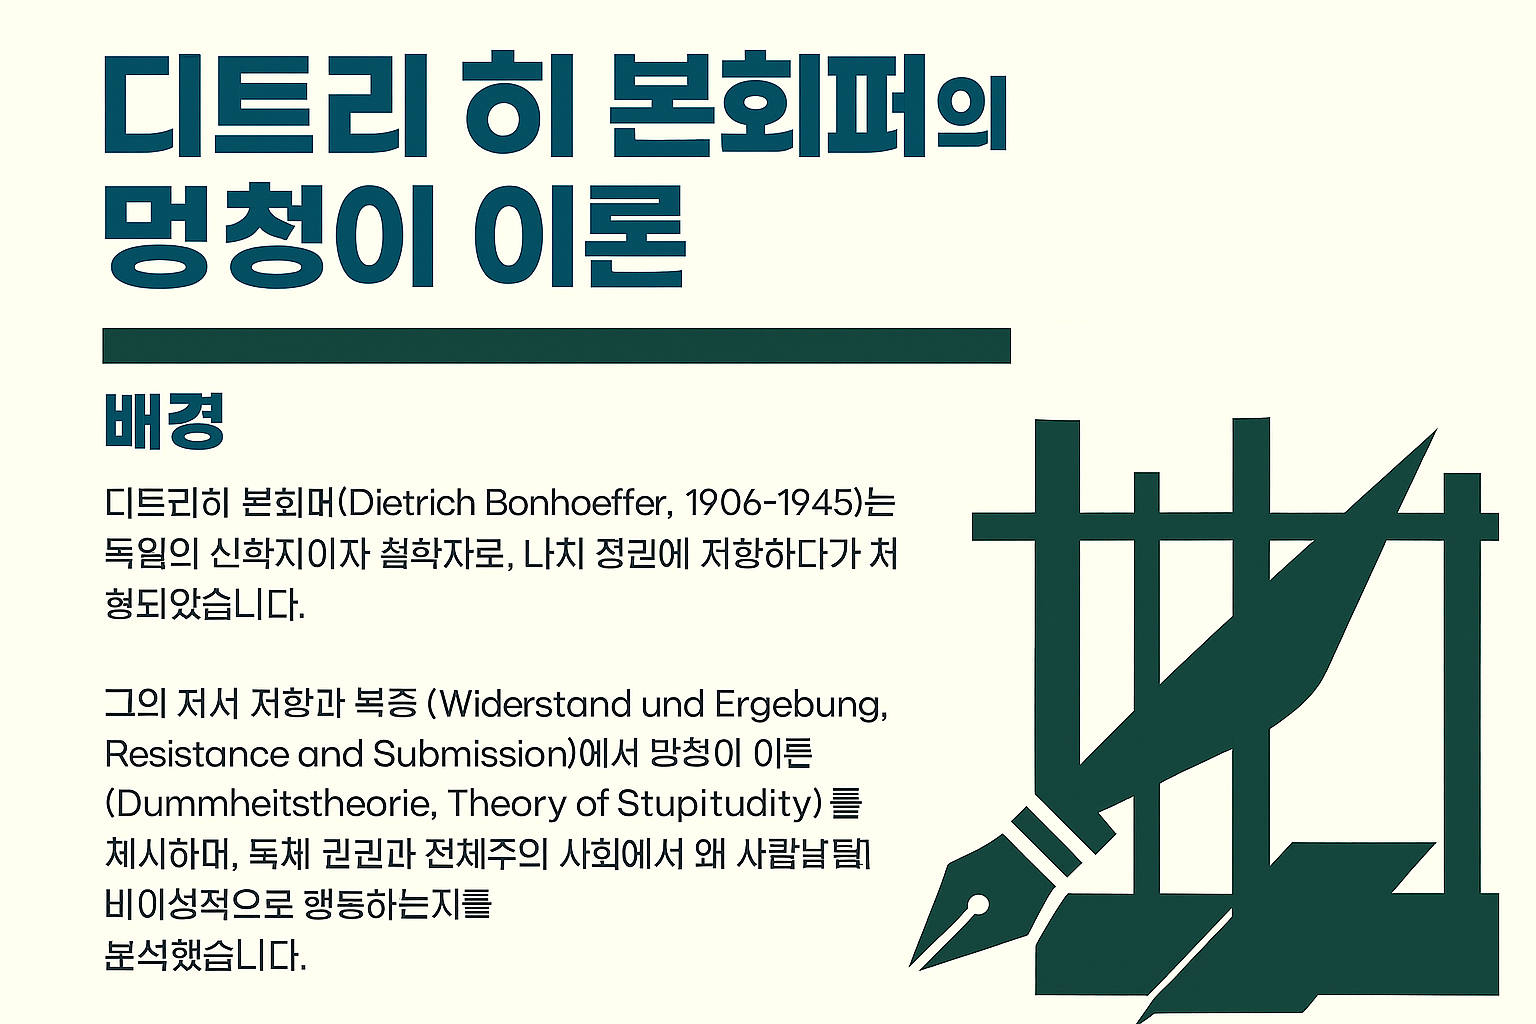 디트리 히 본회퍼의
멍청이 이론
배경
디트리히 본회머(Dietrich Bonhoeffer, 1906-1945)는
독일의 신학지이자 철학자로, 나치 정권에 저항하다가 처
형되았습니다.
그의 저서 저항과 복증 (Widerstand und Ergebung,
Resistance and Submission)에서 망청이 이튼
(Dummheitstheorie, Theory of Stupitudity) 를
체시하며, 독체 권권과 전체주의 사회에서 왜
비이성적으로 행동하는지를
분석했습니다.